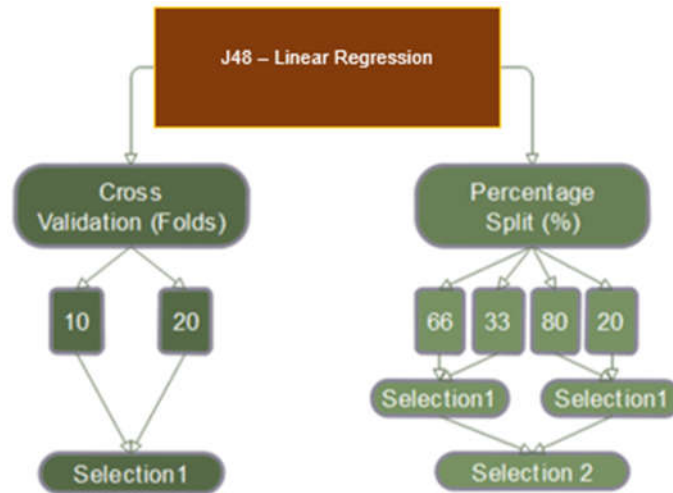 J48 – Linear Regression
Cross
Validation (Folds)
Percentage
Split (%)
10
20
66
33
80
20
Selection1
Selection1
Selection1
Selection 2